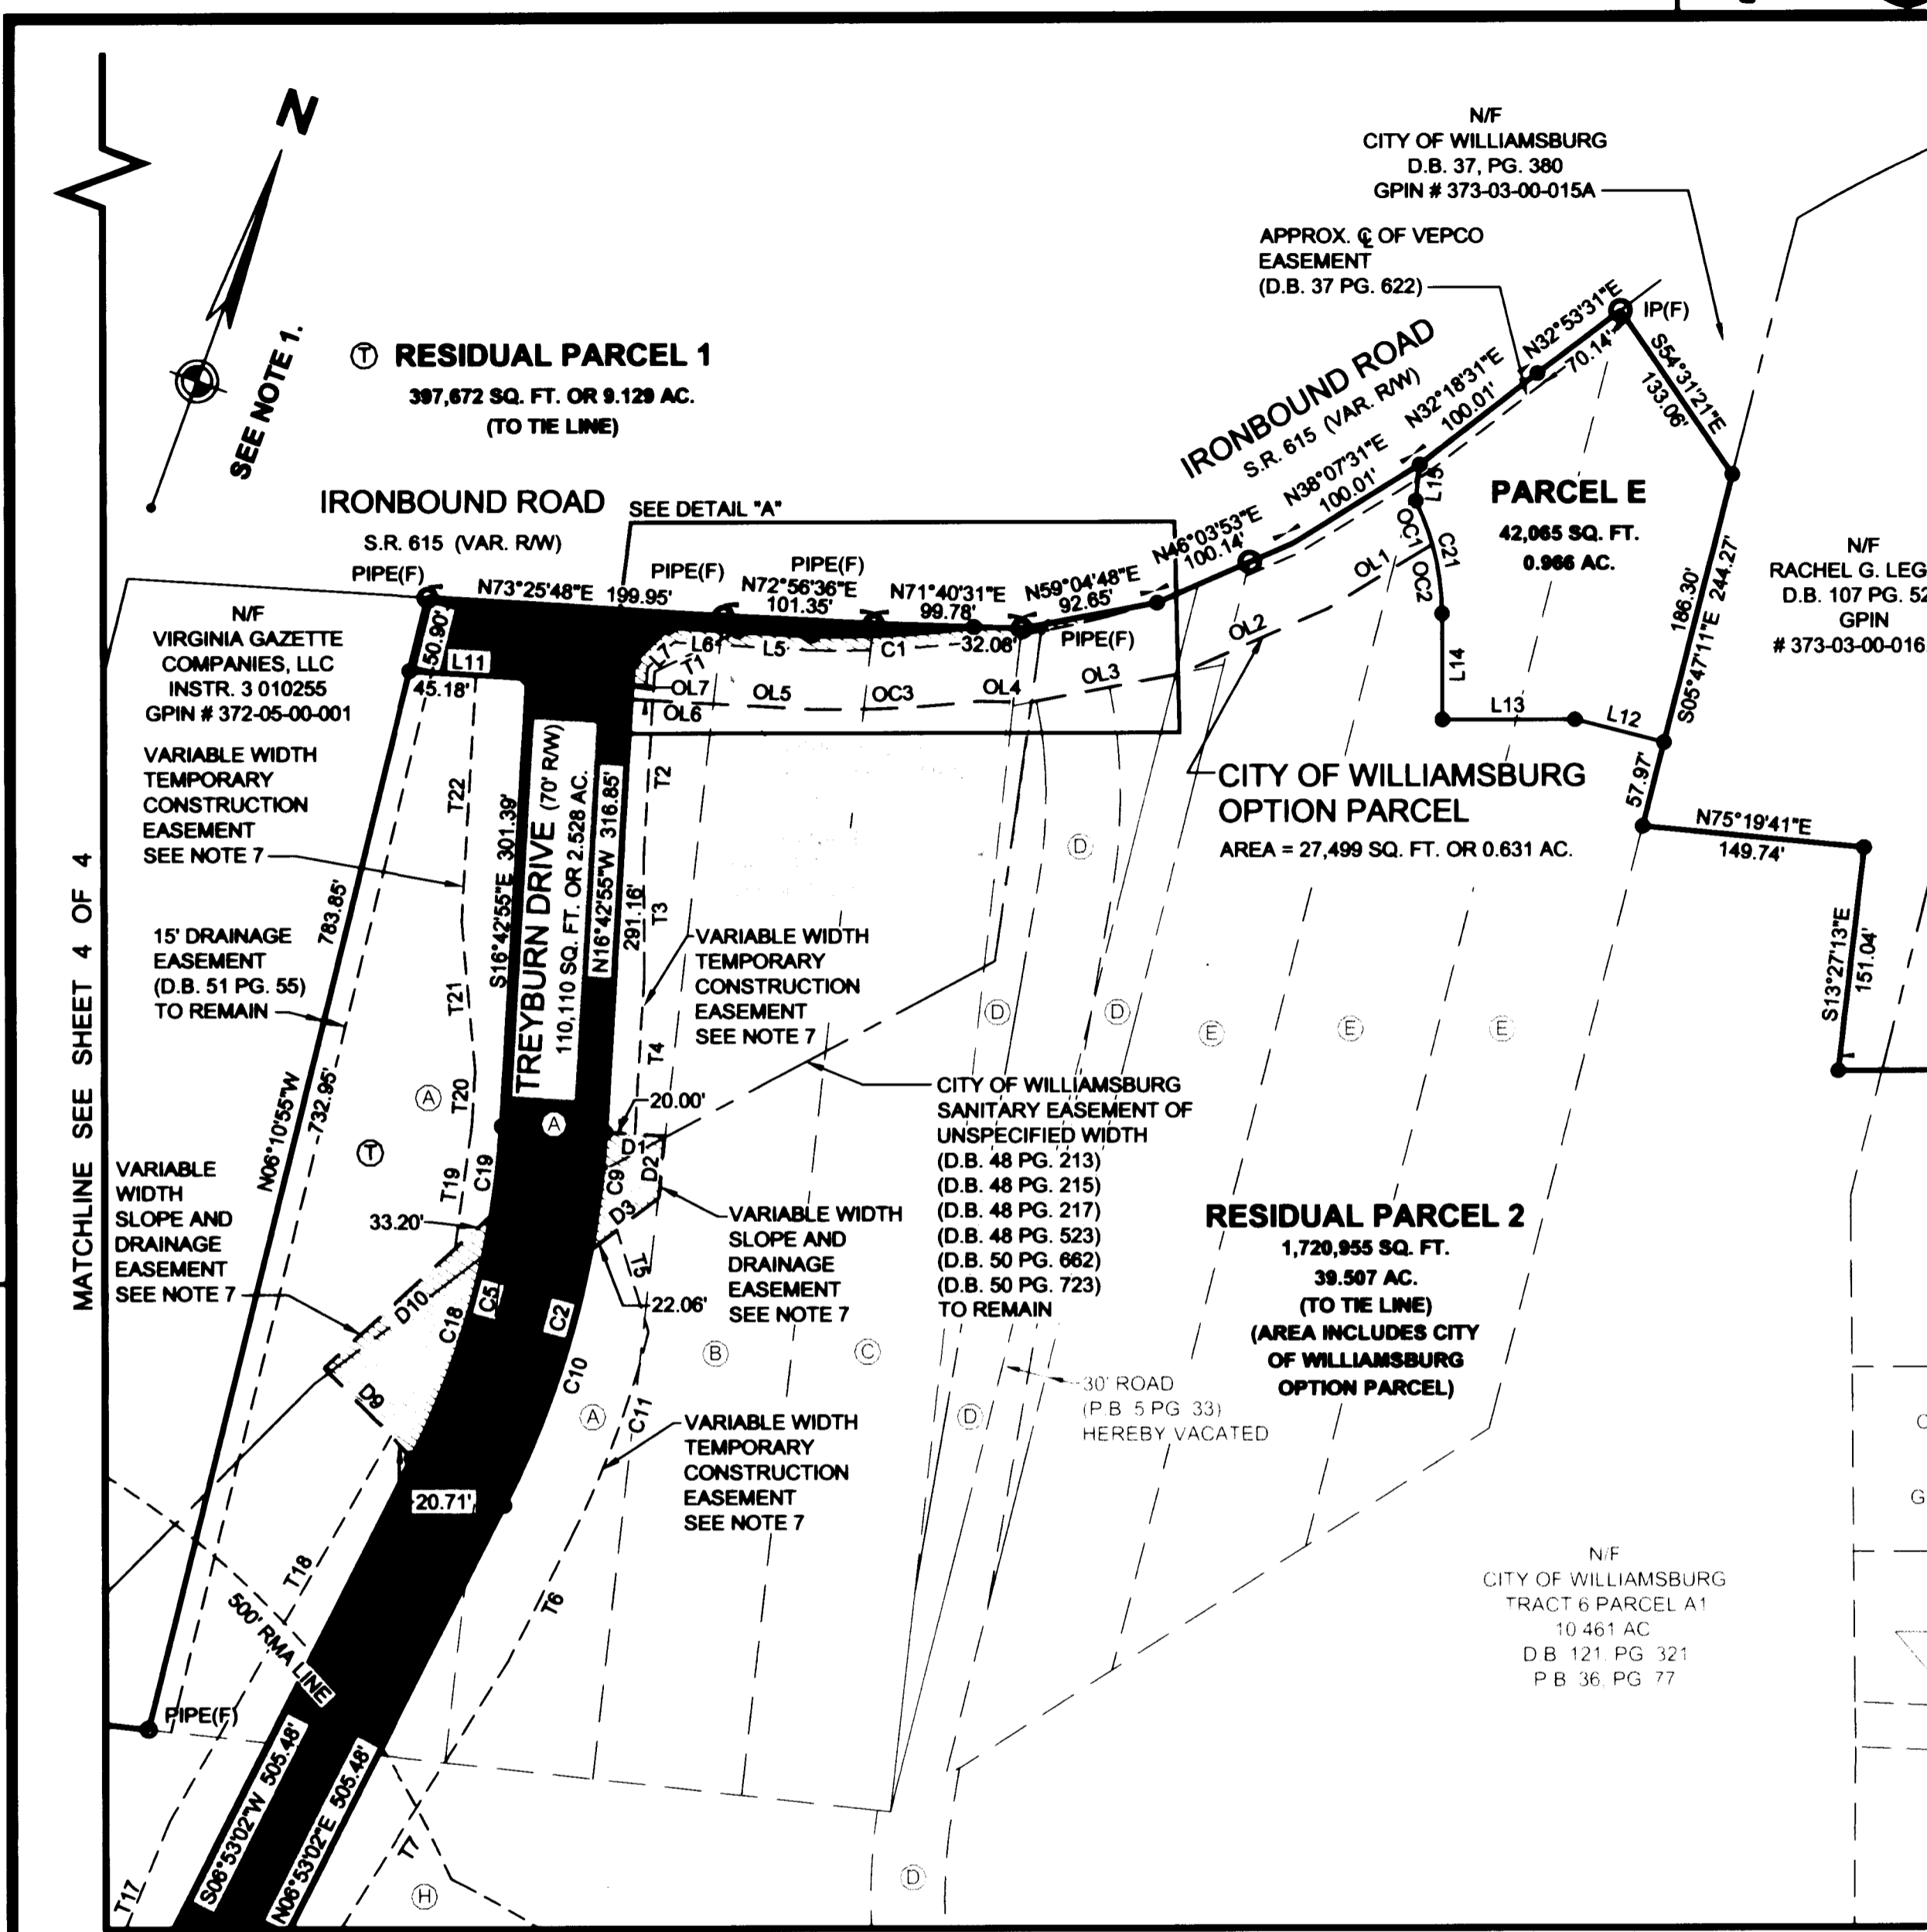 N
SEE NOTE 1.
Ⓣ RESIDUAL PARCEL 1
397,672 SQ. FT. OR 9.129 AC.
(TO TIE LINE)
N/F
CITY OF WILLIAMSBURG
D.B. 37, PG. 380
GPIN # 373-03-00-015A
APPROX. ℄ OF VEPCO
EASEMENT
(D.B. 37 PG. 622)
IRONBOUND ROAD
S.R. 615 (VAR. R/W)
N32°53'31"E
70.14'
IP(F)
S54°31'21"E
133.06'
N32°18'31"E
100.01'
N38°07'31"E
100.01'
N46°03'53"E
100.14'
L15
OC1
C21
OC2
OL1
OL2
L14
L13
L12
PARCEL E
42,065 SQ. FT.
0.966 AC.
186.30'
S05°47'11"E 244.27'
57.97'
N/F
RACHEL G. LEG
D.B. 107 PG. 52
GPIN
# 373-03-00-016
N75°19'41"E
149.74'
S13°27'13"E
151.04'
IRONBOUND ROAD
S.R. 615 (VAR. R/W)
SEE DETAIL "A"
PIPE(F)
N73°25'48"E 199.95'
PIPE(F)
PIPE(F)
N72°56'36"E
101.35'
N71°40'31"E
99.78'
N59°04'48"E
92.65'
PIPE(F)
32.08'
50.90'
L11
45.18'
L7
L6
L5
C1
T1
OL7
OL6
OL5
OC3
OL4
OL3
N/F
VIRGINIA GAZETTE
COMPANIES, LLC
INSTR. 3 010255
GPIN # 372-05-00-001
VARIABLE WIDTH
TEMPORARY
CONSTRUCTION
EASEMENT
SEE NOTE 7
15' DRAINAGE
EASEMENT
(D.B. 51 PG. 55)
TO REMAIN
MATCHLINE SEE SHEET 4 OF 4
783.85'
N06°10'55"W
732.95'
T22
T21
T20
T19
C19
S16°42'55"E 301.39'
TREYBURN DRIVE (70' R/W)
110,110 SQ. FT. OR 2.528 AC.
N16°42'55"W 316.85'
291.16'
T2
T3
T4
VARIABLE WIDTH
TEMPORARY
CONSTRUCTION
EASEMENT
SEE NOTE 7
CITY OF WILLIAMSBURG
OPTION PARCEL
AREA = 27,499 SQ. FT. OR 0.631 AC.
Ⓓ
Ⓓ
Ⓓ
Ⓔ
Ⓔ
Ⓔ
Ⓐ
Ⓐ
Ⓣ
20.00'
D1
D2
C9
D3
T5
22.06'
VARIABLE WIDTH
SLOPE AND
DRAINAGE
EASEMENT
SEE NOTE 7
CITY OF WILLIAMSBURG
SANITARY EASEMENT OF
UNSPECIFIED WIDTH
(D.B. 48 PG. 213)
(D.B. 48 PG. 215)
(D.B. 48 PG. 217)
(D.B. 48 PG. 523)
(D.B. 50 PG. 662)
(D.B. 50 PG. 723)
TO REMAIN
VARIABLE
WIDTH
SLOPE AND
DRAINAGE
EASEMENT
SEE NOTE 7
33.20'
D10
C18
C5
C2
C10
D9
C11
Ⓐ
Ⓑ
Ⓒ
Ⓓ
RESIDUAL PARCEL 2
1,720,955 SQ. FT.
39.507 AC.
(TO TIE LINE)
(AREA INCLUDES CITY
OF WILLIAMSBURG
OPTION PARCEL)
30' ROAD
(P.B. 5 PG. 33)
HEREBY VACATED
VARIABLE WIDTH
TEMPORARY
CONSTRUCTION
EASEMENT
SEE NOTE 7
20.71'
T18
T6
500' RMA LINE
PIPE(F)
S06°53'02"W 505.48'
N06°53'02"E 505.48'
T17
T7
Ⓗ
Ⓓ
N/F
CITY OF WILLIAMSBURG
TRACT 6 PARCEL A1
10.461 AC
D.B. 121, PG. 321
P.B. 36, PG. 77